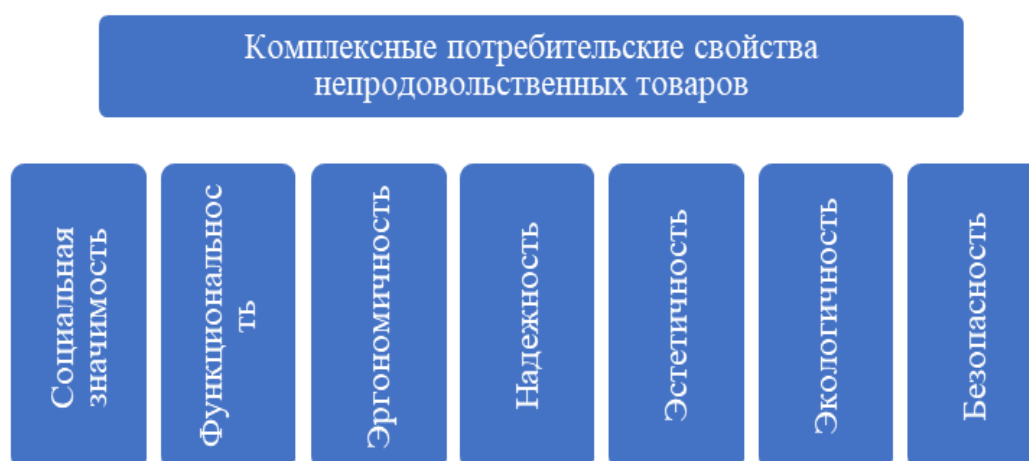 Комплексные потребительские свойства
непродовольственных товаров
Социальная
значимость
Функциональнос
ть
Эргономичность
Надежность
Эстетичность
Экологичность
Безопасность